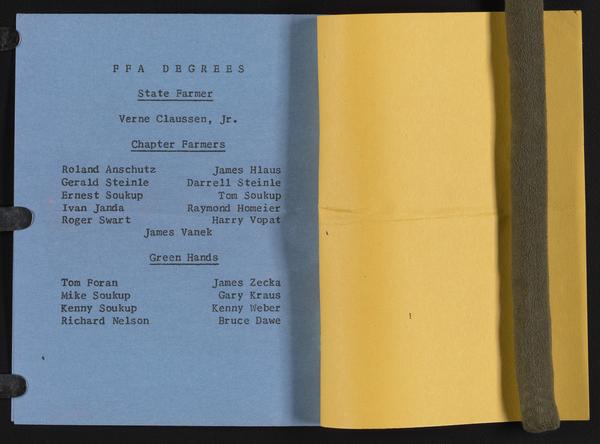 FFA DEGREES
State Farmer
Verne Claussen, Jr.
Chapter Farmers
Roland Anschutz James Hlaus
Gerald Steinle Darrell Steinle
Ernest Soukup Tom Soukup
Ivan Janda Raymond Homeier
Roger Swart Harry Vopat
James Vanek
Green Hands
Tom Foran James Zecka
Mike Soukup Gary Kraus
Kenny Soukup Kenny Weber
Richard Nelson Bruce Dawe